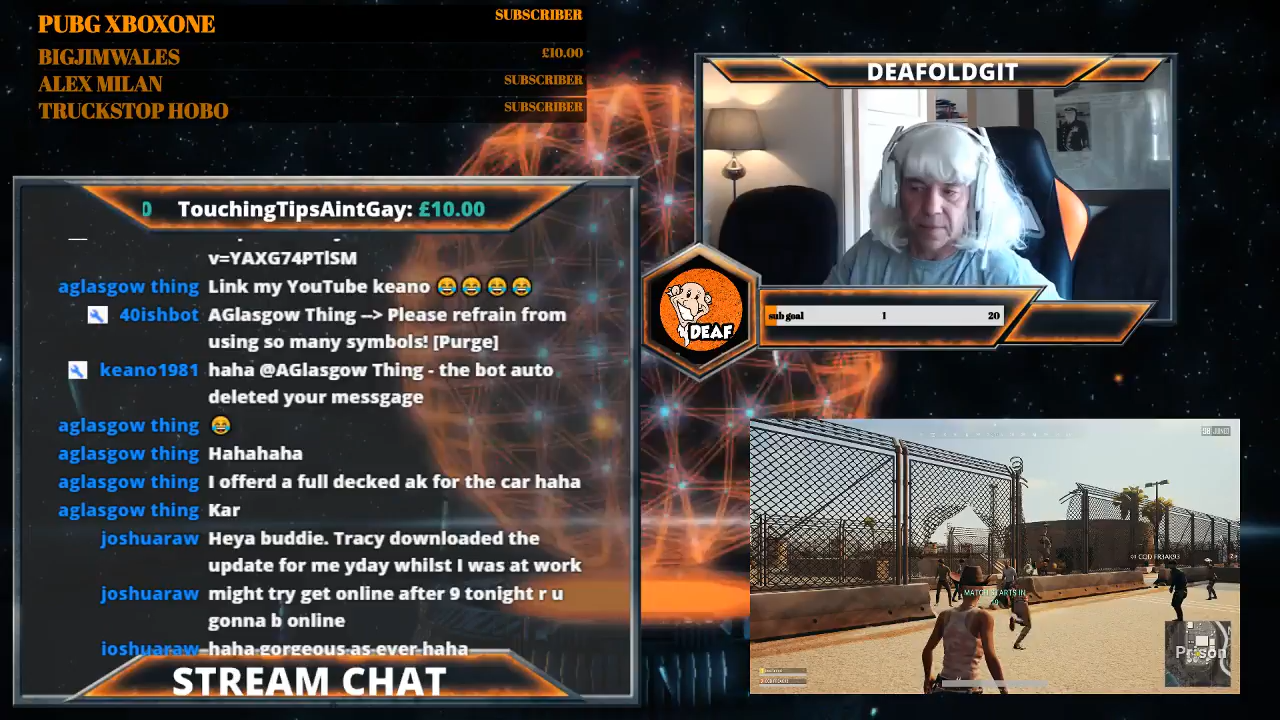 PUBG XBOXONE SUBSCRIBER
BIGJIMWALES £10.00
ALEX MILAN SUBSCRIBER
TRUCKSTOP HOBO SUBSCRIBER
DEAFOLDGIT
TouchingTipsAintGay: £10.00
v=YAXG74PTlSM
aglasgow thing Link my YouTube keano 😂 😂 😂 😂
40ishbot AGlasgow Thing --> Please refrain from
using so many symbols! [Purge]
keano1981 haha @AGlasgow Thing - the bot auto
deleted your messgage
aglasgow thing 😂
aglasgow thing Hahahaha
aglasgow thing I offerd a full decked ak for the car haha
aglasgow thing Kar
joshuaraw Heya buddie. Tracy downloaded the
update for me yday whilst I was at work
joshuaraw might try get online after 9 tonight r u
gonna b online
joshuaraw haha gorgeous as ever haha
STREAM CHAT
DEAF
sub goal 1 20
MATCH STARTS IN
COD FR3AK93
Prison